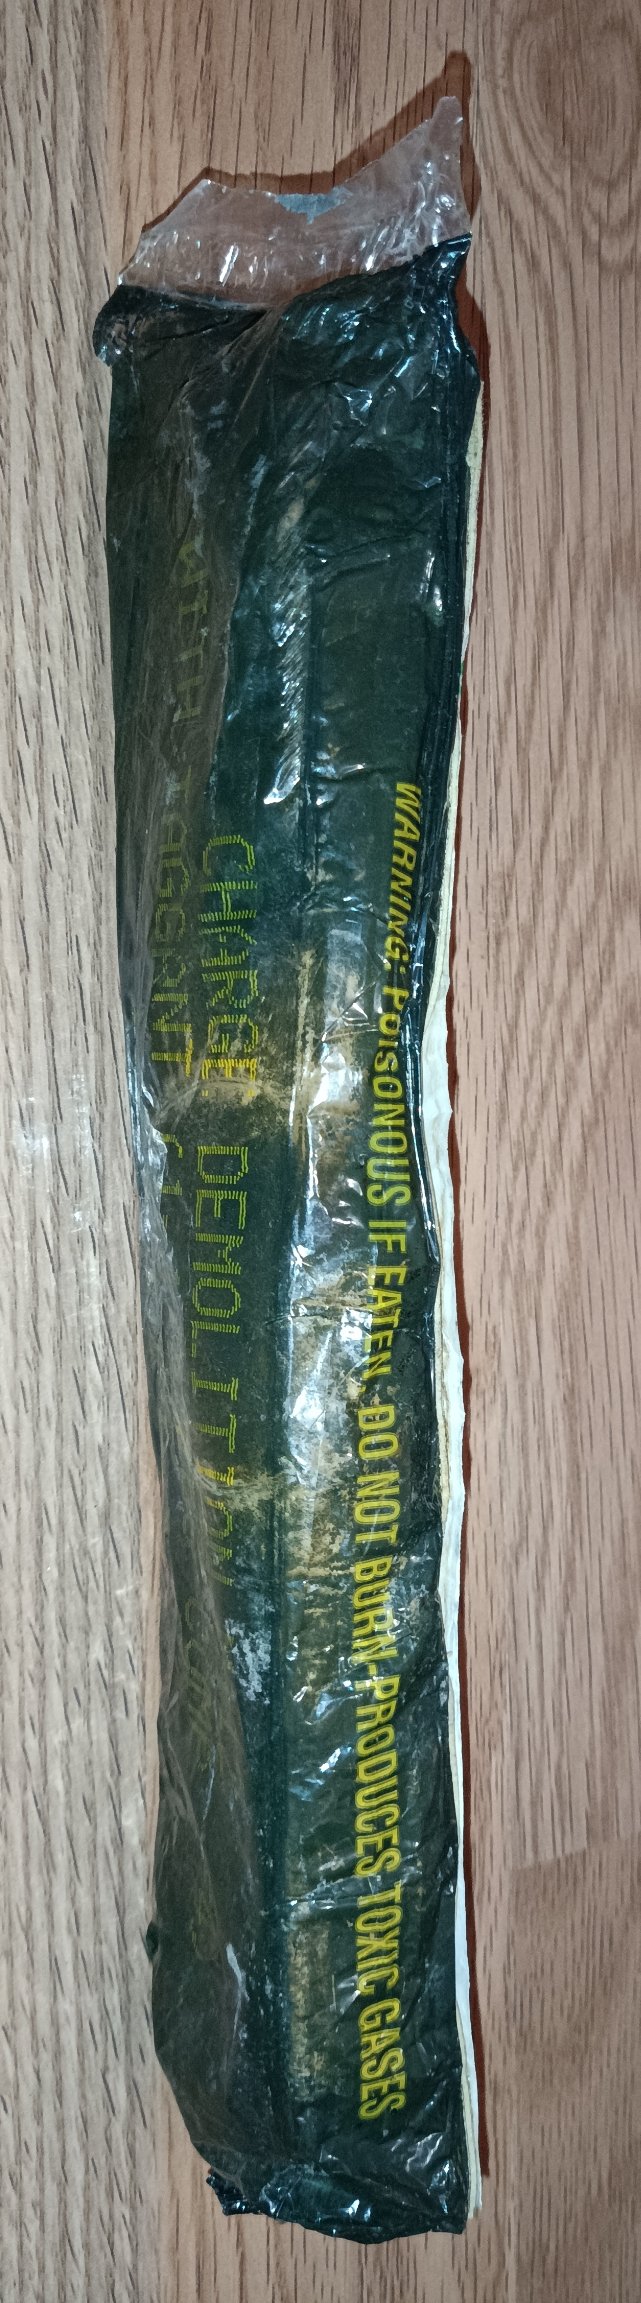 WARNING: POISONOUS IF EATEN, DO NOT BURN-PRODUCES TOXIC GASES
CHARGE DEMOLITION
WITH TAGGANT